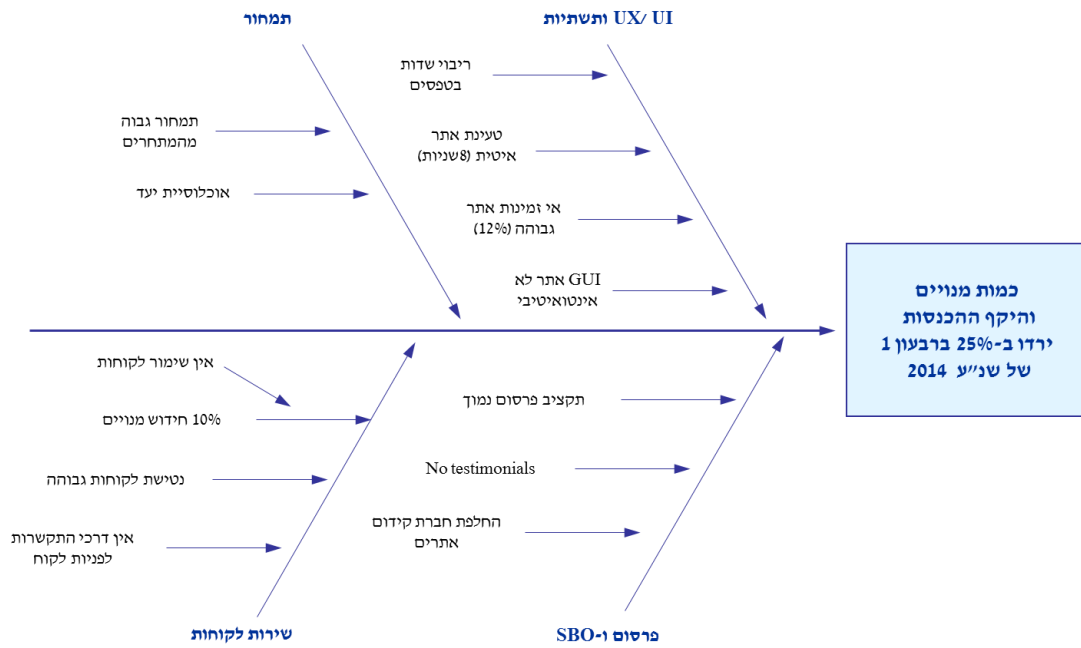 תמחור
UX/ UI ותשתיות
ריבוי שדות
בטפסים
תמחור גבוה
מהמתחרים
טעינת אתר
איטית (8שניות)
אוכלוסיית יעד
אי זמינות אתר
גבוהה (12%)
GUI אתר לא
אינטואיטיבי
כמות מנויים
והיקף ההכנסות
ירדו ב-25% ברבעון 1
של שנ"ע 2014
אין שימור לקוחות
10% חידוש מנויים
נטישת לקוחות גבוהה
אין דרכי התקשרות
לפניות לקוח
תקציב פרסום נמוך
No testimonials
החלפת חברת קידום
אתרים
שירות לקוחות
פרסום ו-SBO